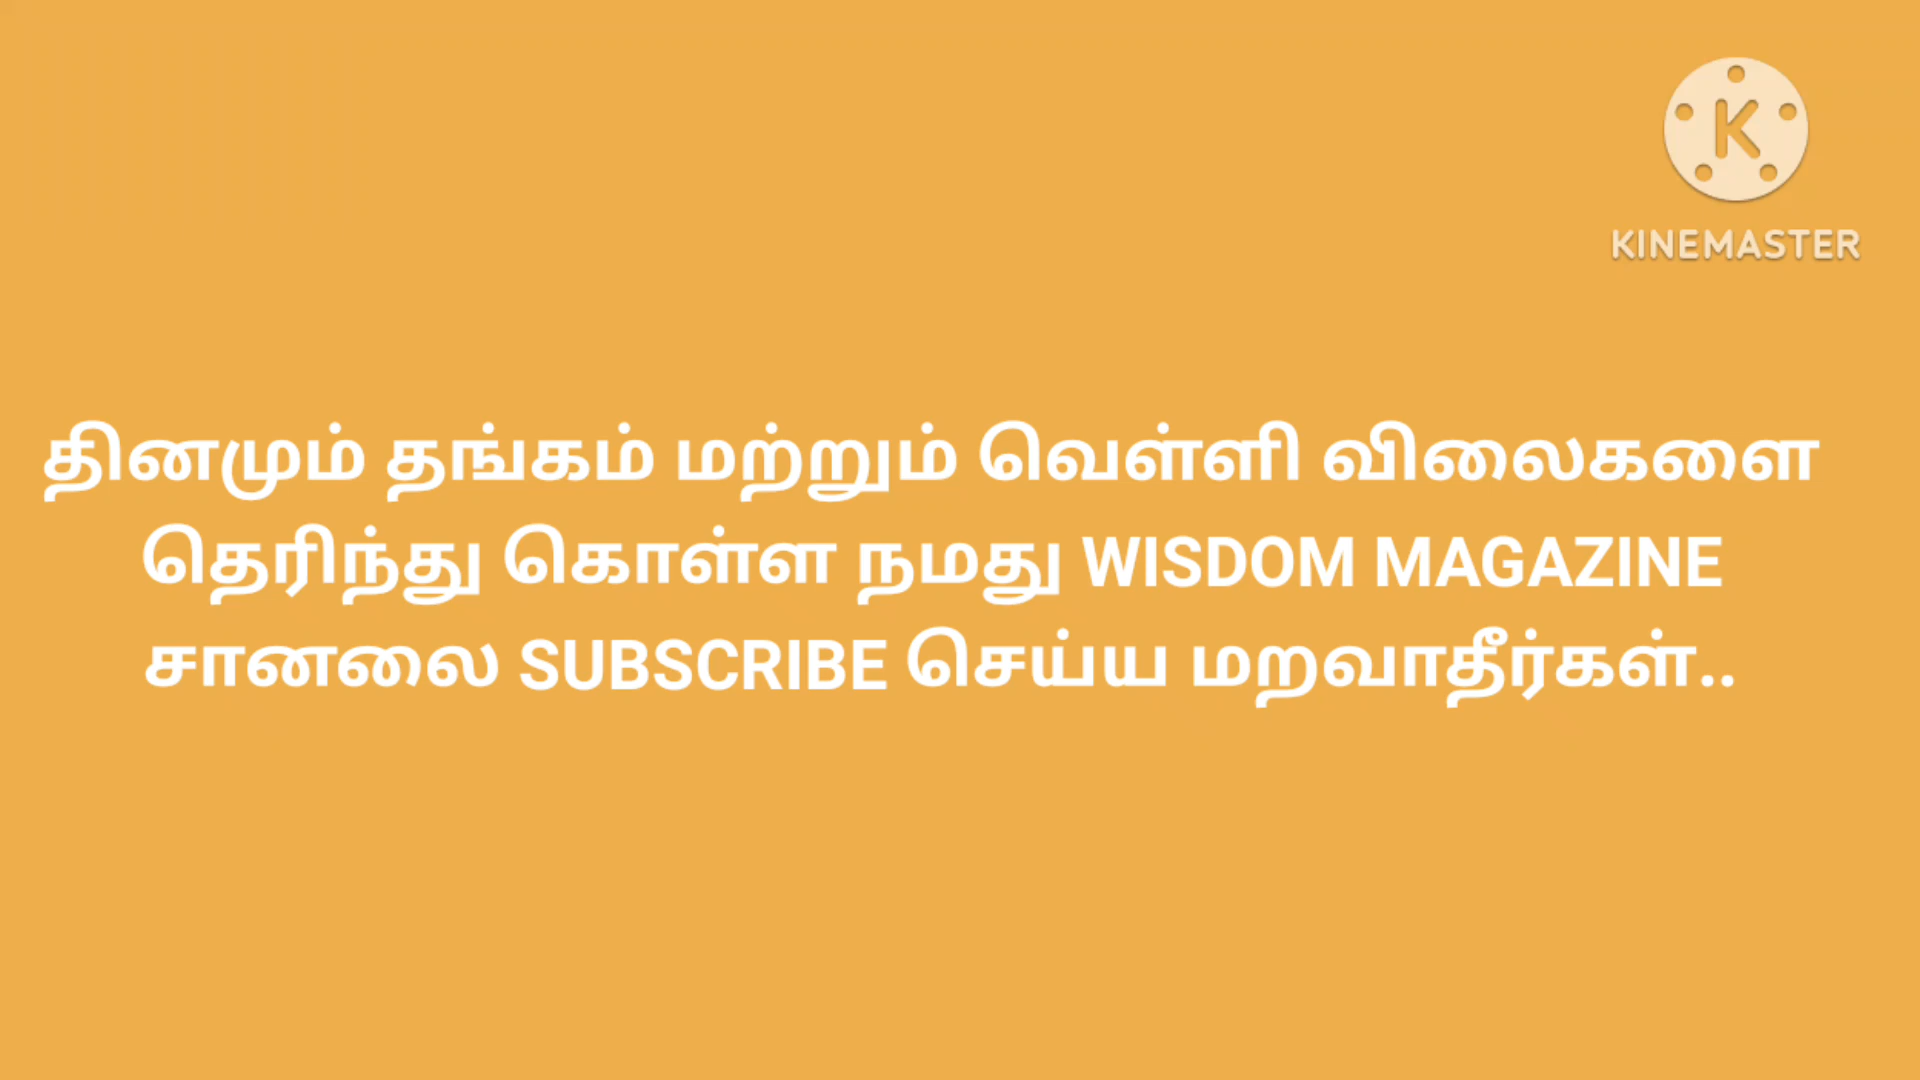 K
KINEMASTER
தினமும் தங்கம் மற்றும் வெள்ளி விலைகளை
தெரிந்து கொள்ள நமது WISDOM MAGAZINE
சானலை SUBSCRIBE செய்ய மறவாதீர்கள்..